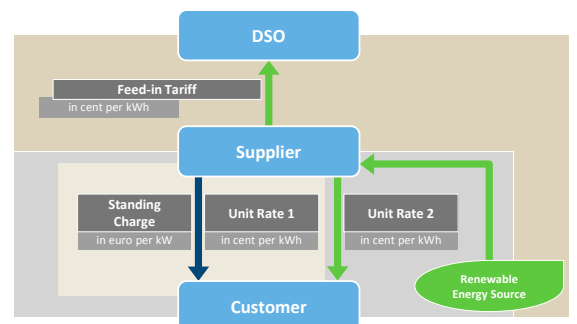 DSO
Feed-in Tariff
in cent per kWh
Supplier
Standing
Charge
in euro per kW
Unit Rate 1
in cent per kWh
Unit Rate 2
in cent per kWh
Renewable
Energy Source
Customer